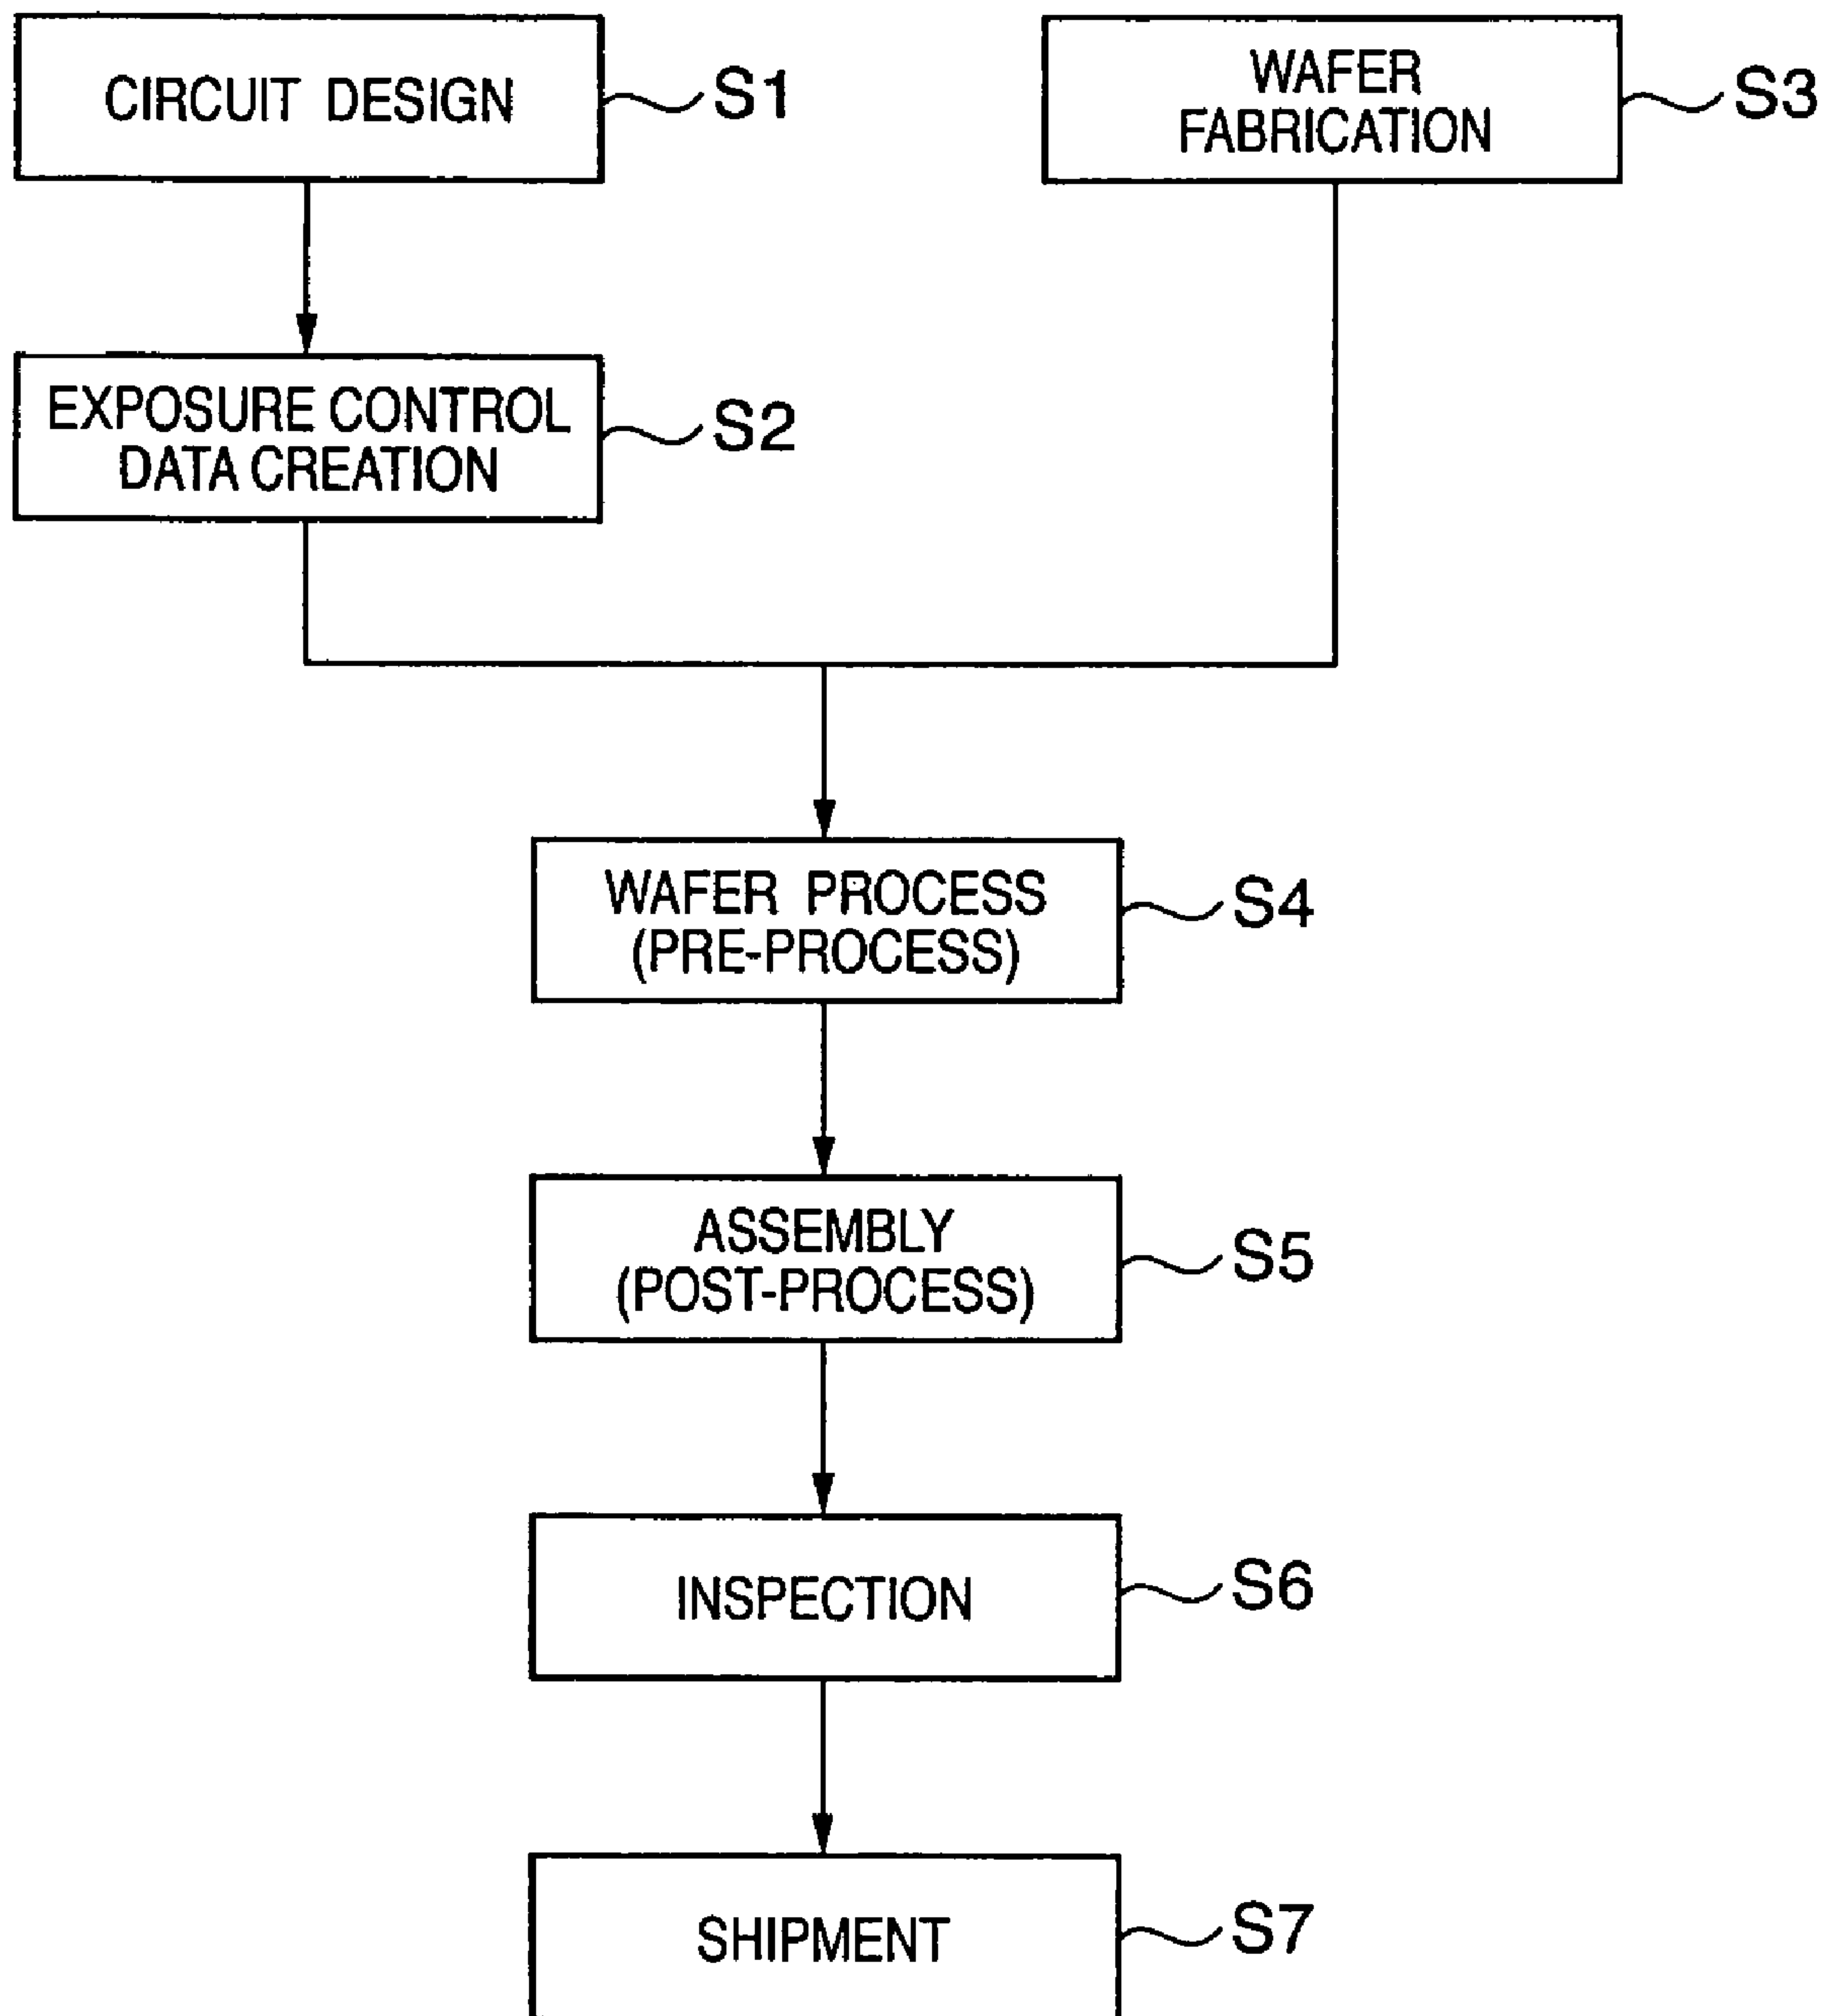 CIRCUIT DESIGN
S1
WAFER
FABRICATION
S3
EXPOSURE CONTROL
DATA CREATION
S2
WAFER PROCESS
(PRE-PROCESS)
S4
ASSEMBLY
(POST-PROCESS)
S5
INSPECTION
S6
SHIPMENT
S7